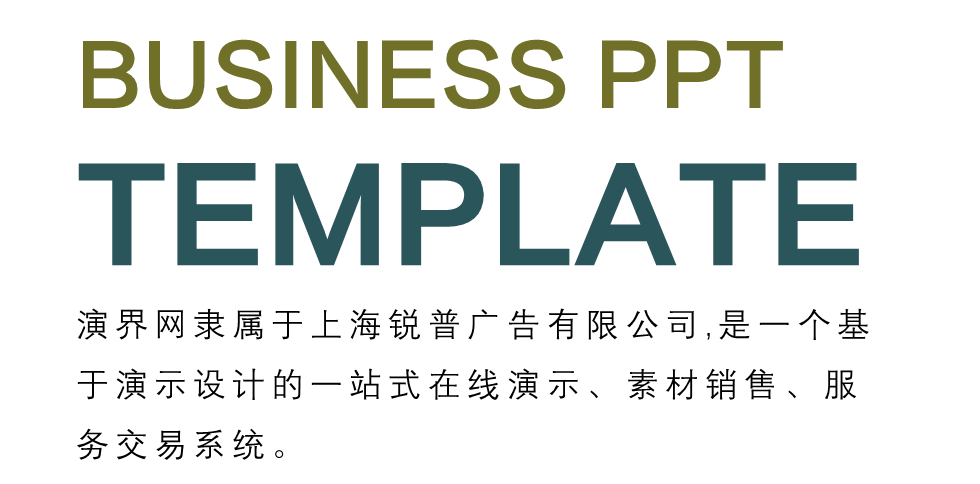 BUSINESS PPT
TEMPLATE
演界网隶属于上海锐普广告有限公司,是一个基
于演示设计的一站式在线演示、素材销售、服
务交易系统。